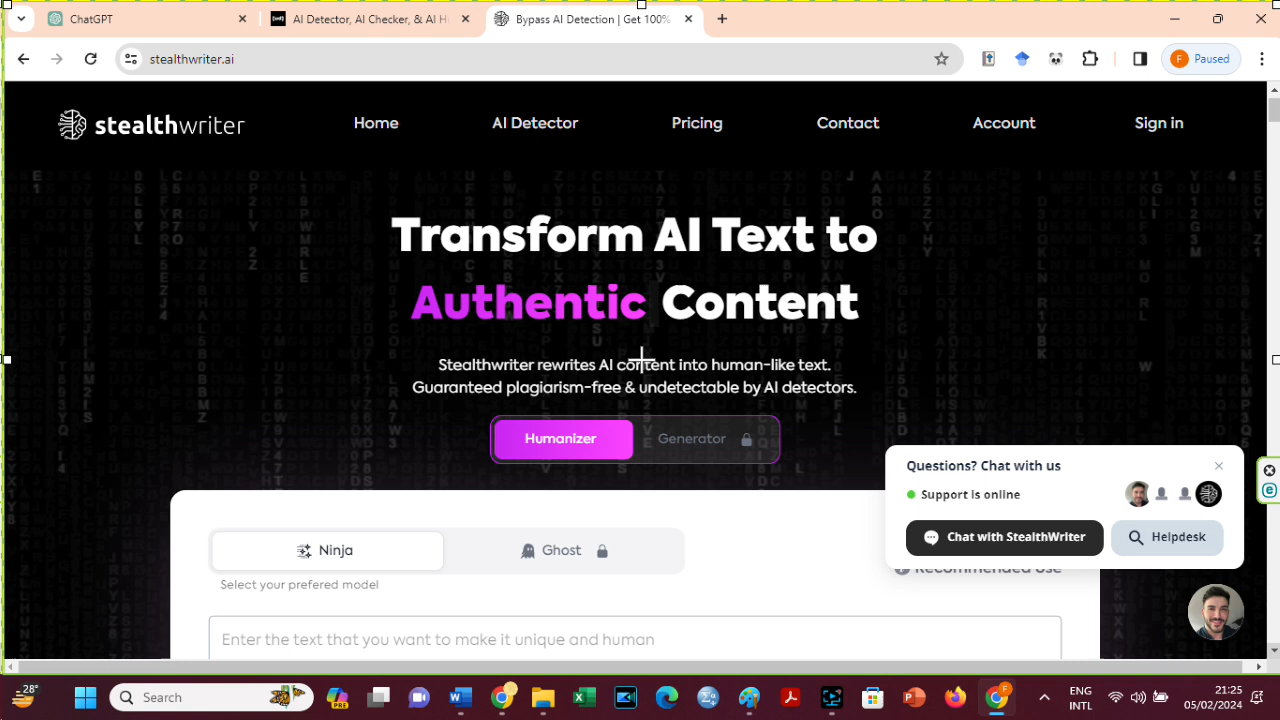 ChatGPT
AI Detector, AI Checker, & AI H
Bypass AI Detection | Get 100%
stealthwriter.ai
F
Paused
stealthwriter
Home
AI Detector
Pricing
Contact
Account
Sign in
Transform AI Text to
Authentic Content
Stealthwriter rewrites AI content into human-like text.
Guaranteed plagiarism-free & undetectable by AI detectors.
Humanizer
Generator
Questions? Chat with us
Support is online
Chat with StealthWriter
Helpdesk
Ninja
Ghost
Recommended Use
Select your prefered model
Enter the text that you want to make it unique and human
28°
Search
PRE
ENG
INTL
21:25
05/02/2024